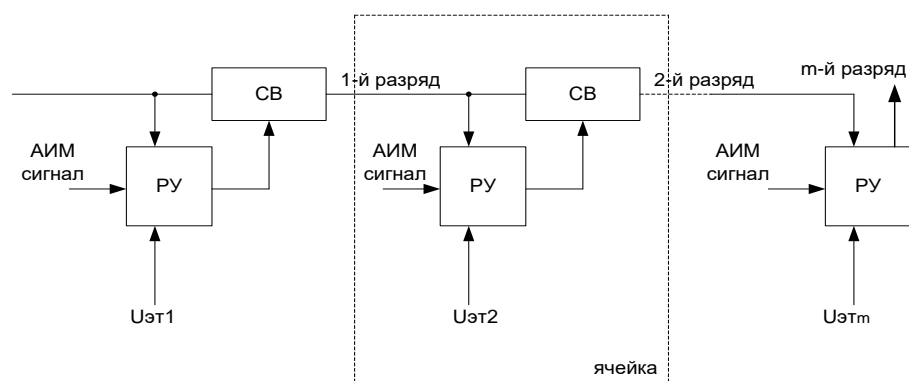 m-й разряд
1-й разряд
2-й разряд
СВ
СВ
АИМ
сигнал
АИМ
сигнал
АИМ
сигнал
РУ
РУ
РУ
Uэт1
Uэт2
Uэтm
ячейка